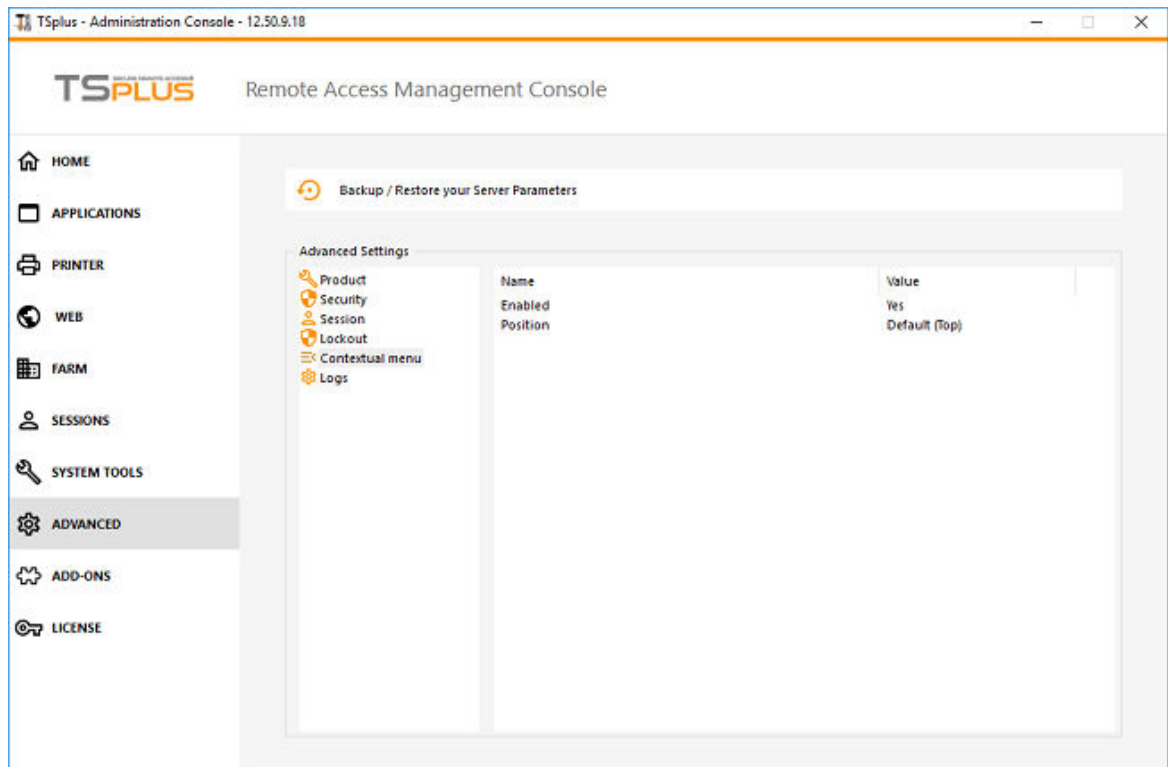 TSplus - Administration Console - 12.50.9.18
TSPLUS
Remote Access Management Console
HOME
APPLICATIONS
PRINTER
WEB
FARM
SESSIONS
SYSTEM TOOLS
ADVANCED
ADD-ONS
LICENSE
Backup / Restore your Server Parameters
Advanced Settings
Product
Security
Session
Lockout
Contextual menu
Logs
Name Value
Enabled Yes
Position Default (Top)